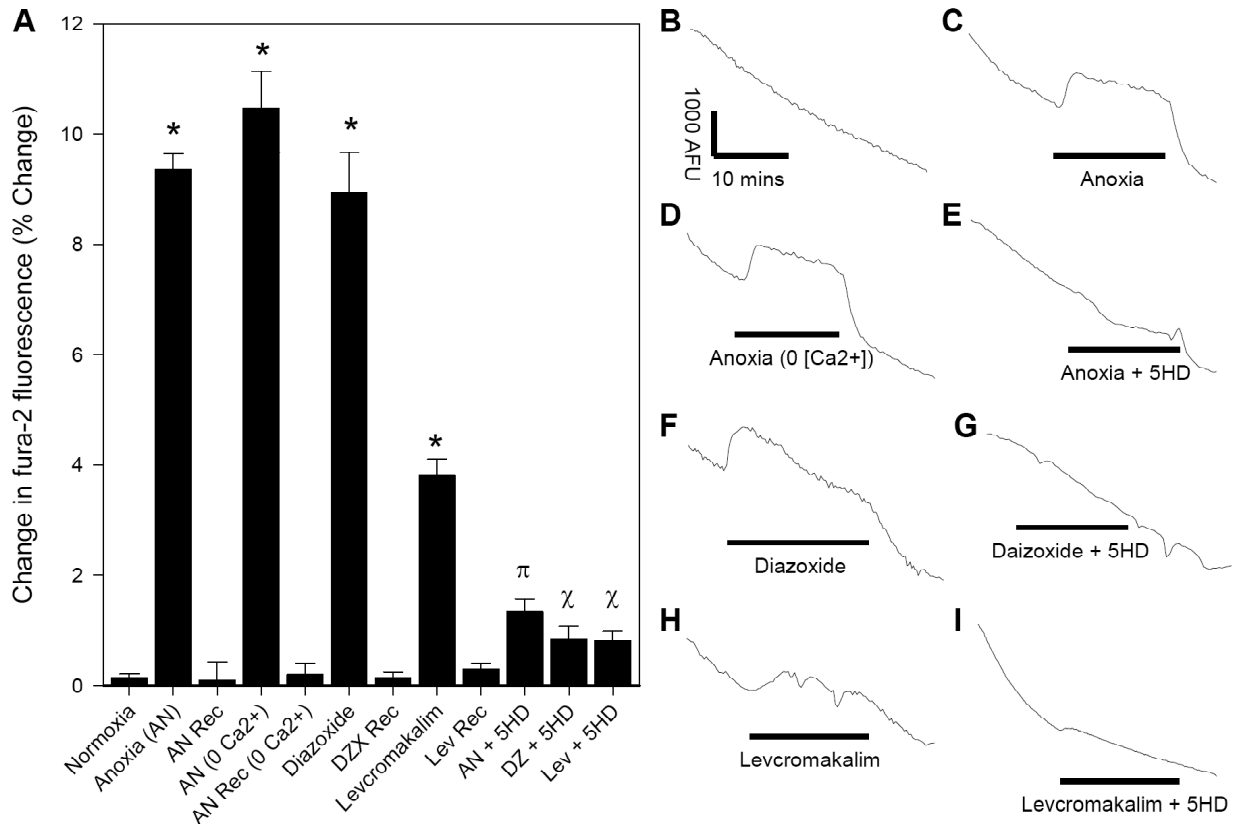 A
Change in fura-2 fluorescence (% Change)
12
10
8
6
4
2
0
*
*
*
*
π
χ
χ
Normoxia
Anoxia (AN)
AN Rec
AN (0 Ca2+)
AN Rec (0 Ca2+)
Diazoxide
DZX Rec
Levcromakalim
Lev Rec
AN + 5HD
DZ + 5HD
Lev + 5HD
B
1000 AFU
10 mins
C
Anoxia
D
Anoxia (0 [Ca2+])
E
Anoxia + 5HD
F
Diazoxide
G
Daizoxide + 5HD
H
Levcromakalim
I
Levcromakalim + 5HD